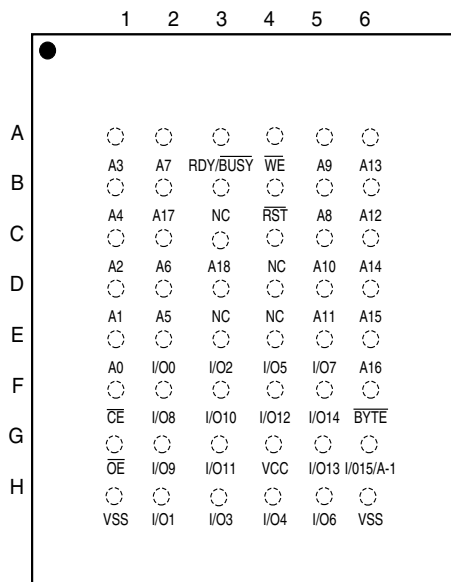 1 2 3 4 5 6
A
A3 A7 RDY/BUSY WE A9 A13
B
A4 A17 NC RST A8 A12
C
A2 A6 A18 NC A10 A14
D
A1 A5 NC NC A11 A15
E
A0 I/O0 I/O2 I/O5 I/O7 A16
F
CE I/O8 I/O10 I/O12 I/O14 BYTE
G
OE I/O9 I/O11 VCC I/O13 I/015/A-1
H
VSS I/O1 I/O3 I/O4 I/O6 VSS